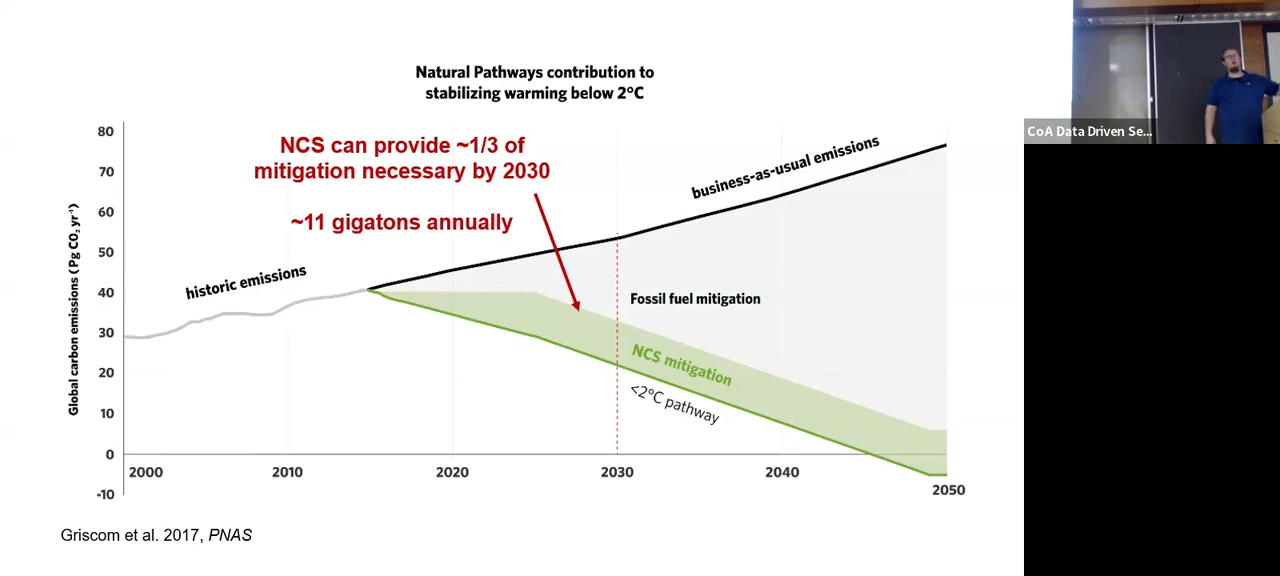 Natural Pathways contribution to
stabilizing warming below 2°C
NCS can provide ~1/3 of
mitigation necessary by 2030
~11 gigatons annually
historic emissions
business-as-usual emissions
Fossil fuel mitigation
NCS mitigation
<2°C pathway
Global carbon emissions (Pg CO₂ yr⁻¹)
80
70
60
50
40
30
20
10
0
-10
2000
2010
2020
2030
2040
2050
Griscom et al. 2017, PNAS
CoA Data Driven Se...